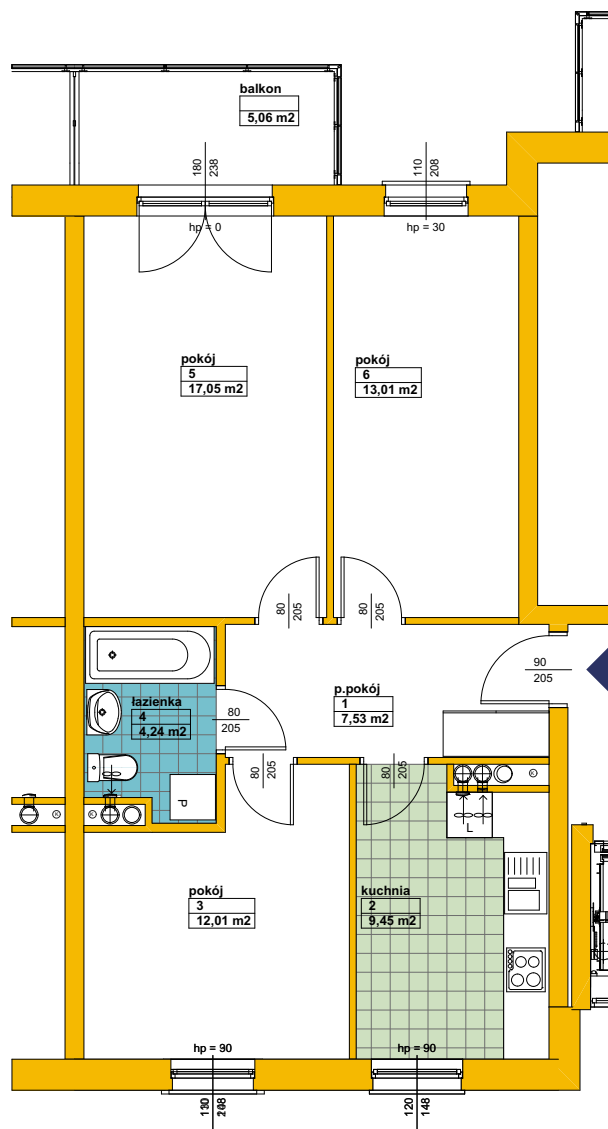 balkon
5,06 m2
180
238
110
208
hp = 0
hp = 30
pokój
5
17,05 m2
pokój
6
13,01 m2
80
205
80
205
90
205
p.pokój
1
7,53 m2
łazienka
4
4,24 m2
80
205
80
205
80
205
P
L
pokój
3
12,01 m2
kuchnia
2
9,45 m2
hp = 90
hp = 90
120
148